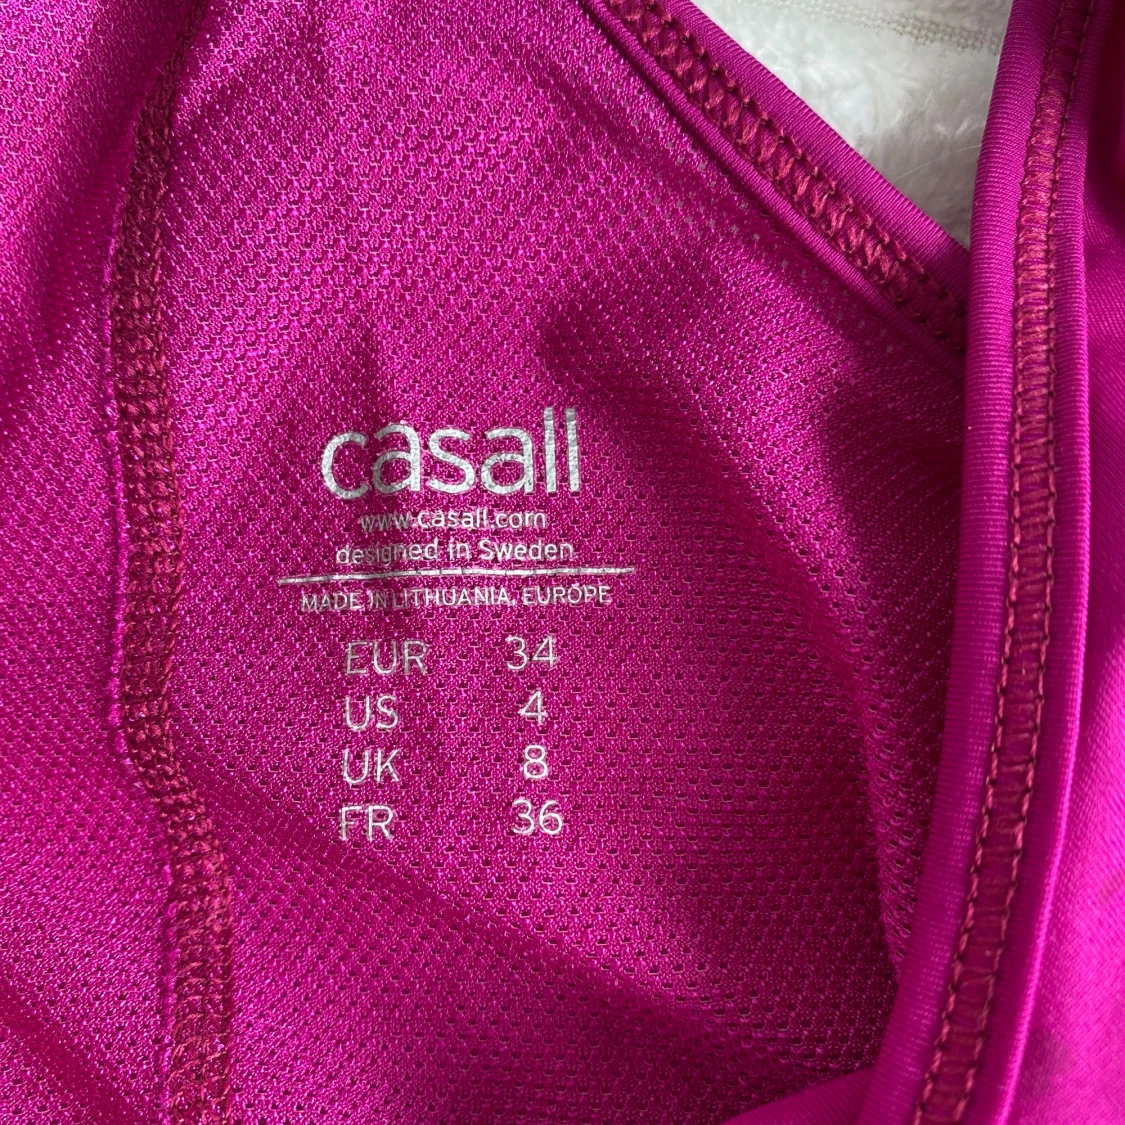 casall
www.casall.com
designed in Sweden
MADE IN LITHUANIA, EUROPE
EUR 34
US 4
UK 8
FR 36